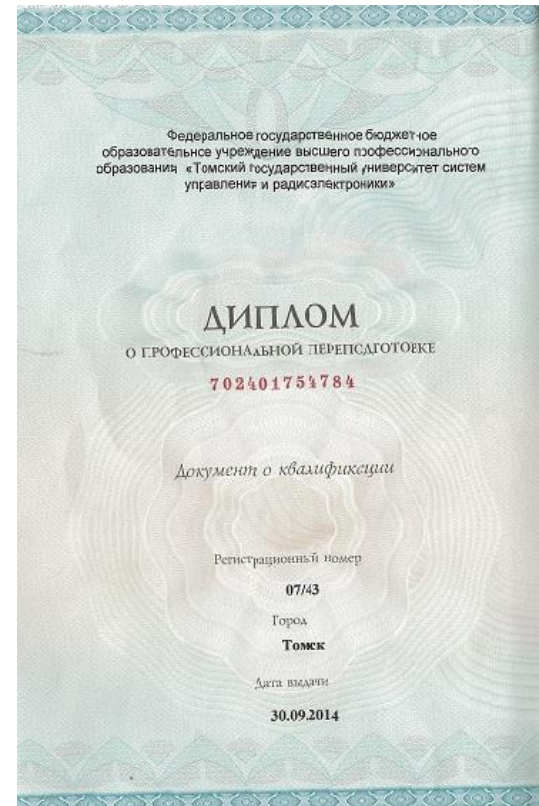 Федеральное государственное бюджетное
образовательное учреждение высшего профессионального
образования «Томский государственный университет систем
управления и радиоэлектроники»
ДИПЛОМ
О ПРОФЕССИОНАЛЬНОЙ ПЕРЕПОДГОТОВКЕ
702401754784
Документ о квалификации
Регистрационный номер
07/43
Город
Томск
Дата выдачи
30.09.2014